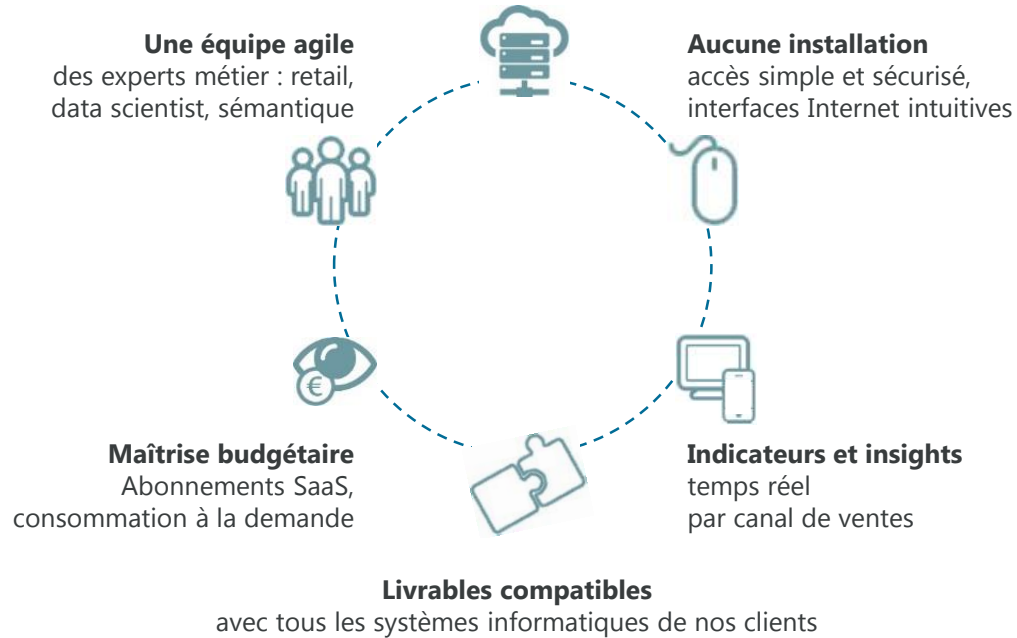 Une équipe agile
des experts métier : retail,
data scientist, sémantique
Aucune installation
accès simple et sécurisé,
interfaces Internet intuitives
€
Maîtrise budgétaire
Abonnements SaaS,
consommation à la demande
Indicateurs et insights
temps réel
par canal de ventes
Livrables compatibles
avec tous les systèmes informatiques de nos clients